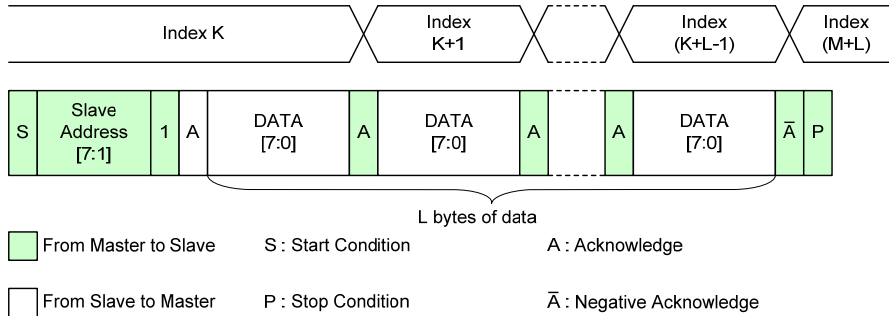 Index K
Index
K+1
Index
(K+L-1)
Index
(M+L)
S
Slave
Address
[7:1]
1
A
DATA
[7:0]
A
DATA
[7:0]
A
A
DATA
[7:0]
A̅
P
L bytes of data
From Master to Slave
S : Start Condition
A : Acknowledge
From Slave to Master
P : Stop Condition
A̅ : Negative Acknowledge